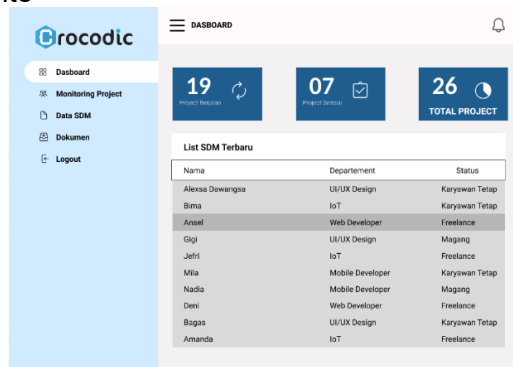 Crocodic
DASBOARD
Dasboard
Monitoring Project
Data SDM
Dokumen
Logout
19
Project Berjalan
07
Project Selesai
26
TOTAL PROJECT
List SDM Terbaru
Nama Departement Status
Alexsa Dawangsa UI/UX Design Karyawan Tetap
Bima IoT Karyawan Tetap
Ansel Web Developer Freelance
Gigi UI/UX Design Magang
Jefri IoT Freelance
Mila Mobile Developer Karyawan Tetap
Nadia Mobile Developer Magang
Deni Web Developer Freelance
Bagas UI/UX Design Karyawan Tetap
Amanda IoT Freelance